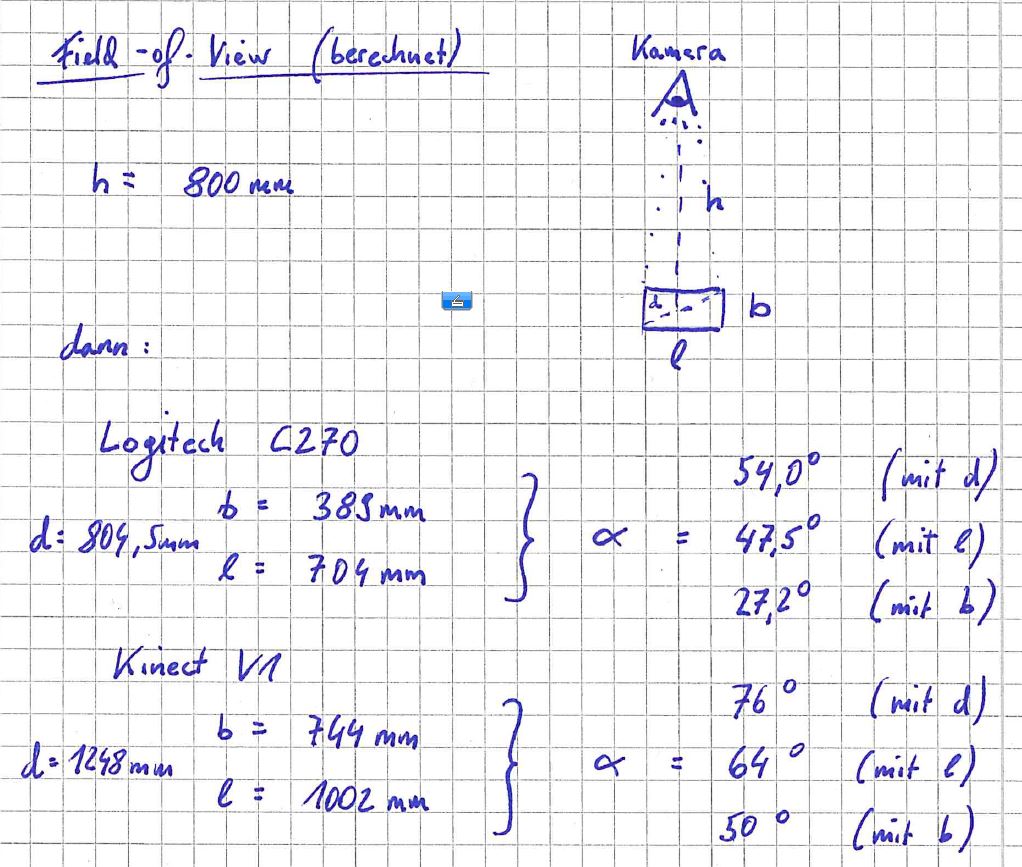 Field-of-View (berechnet)
Kamera
h = 800 mm
h
d
b
l
dann:
Logitech C270
b = 389 mm
d = 804,5mm
l = 704 mm
α = 54,0° (mit d)
47,5° (mit l)
27,2° (mit b)
Kinect V1
b = 744 mm
d = 1248 mm
l = 1002 mm
α = 76° (mit d)
64° (mit l)
50° (mit b)